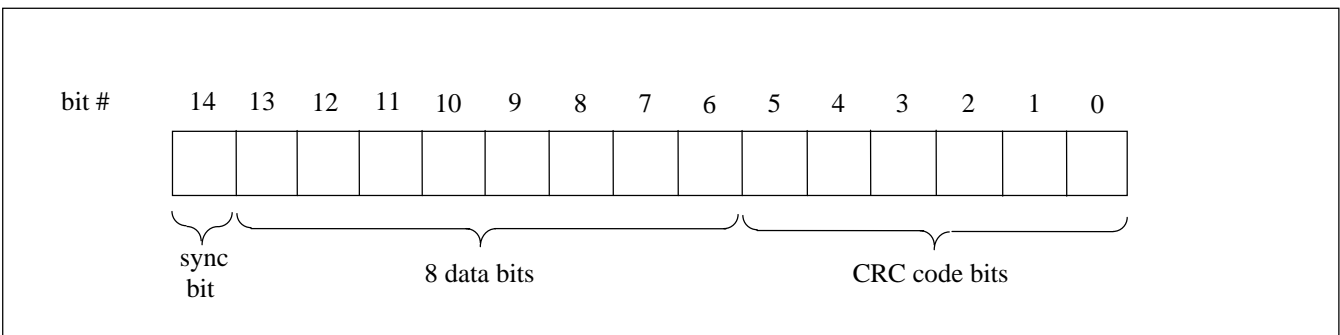 bit # 14 13 12 11 10 9 8 7 6 5 4 3 2 1 0
sync
bit
8 data bits
CRC code bits